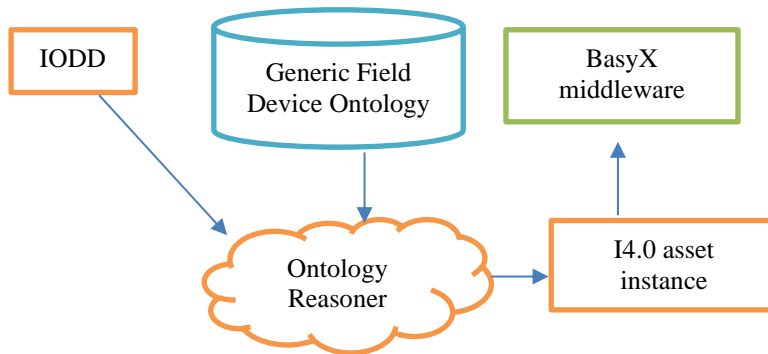 IODD
Generic Field
Device Ontology
BasyX
middleware
Ontology
Reasoner
I4.0 asset
instance